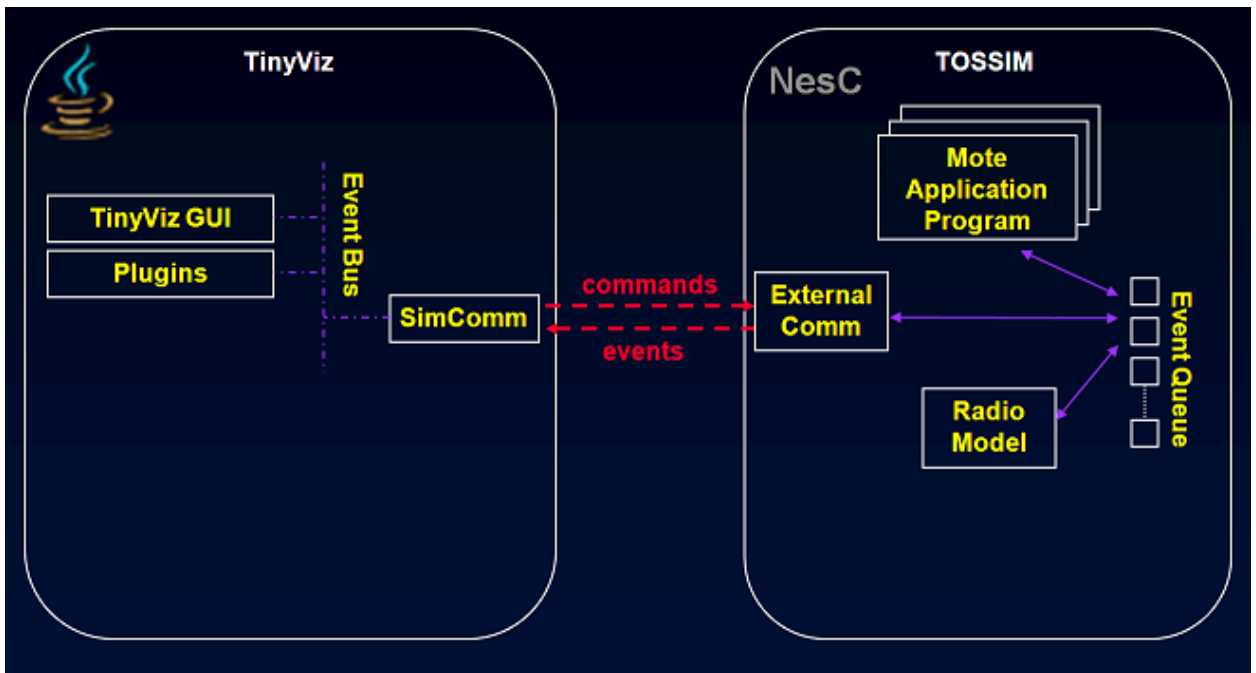 TinyViz
TinyViz GUI
Plugins
Event Bus
SimComm
commands
events
NesC
TOSSIM
Mote
Application
Program
External
Comm
Radio
Model
Event Queue